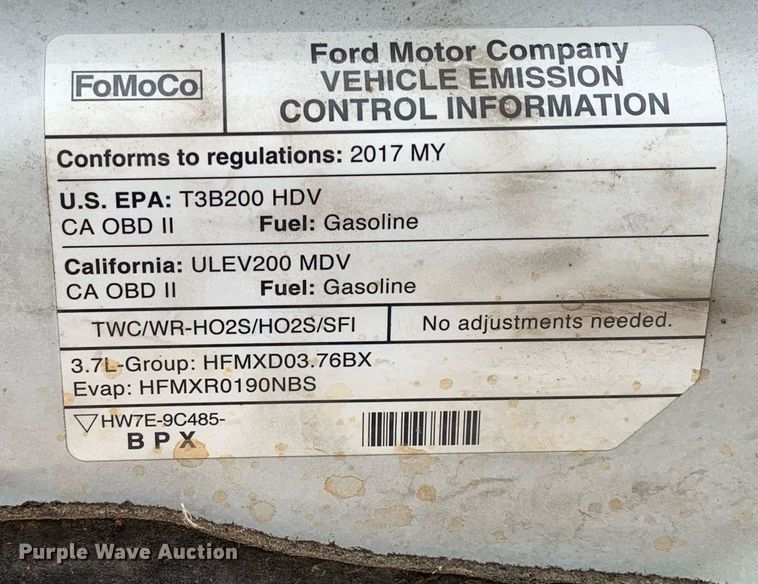 FoMoCo
Ford Motor Company
VEHICLE EMISSION
CONTROL INFORMATION
Conforms to regulations: 2017 MY
U.S. EPA: T3B200 HDV
CA OBD II Fuel: Gasoline
California: ULEV200 MDV
CA OBD II Fuel: Gasoline
TWC/WR-HO2S/HO2S/SFI No adjustments needed.
3.7L-Group: HFMXD03.76BX
Evap: HFMXR0190NBS
HW7E-9C485-
B P X
Purple Wave Auction